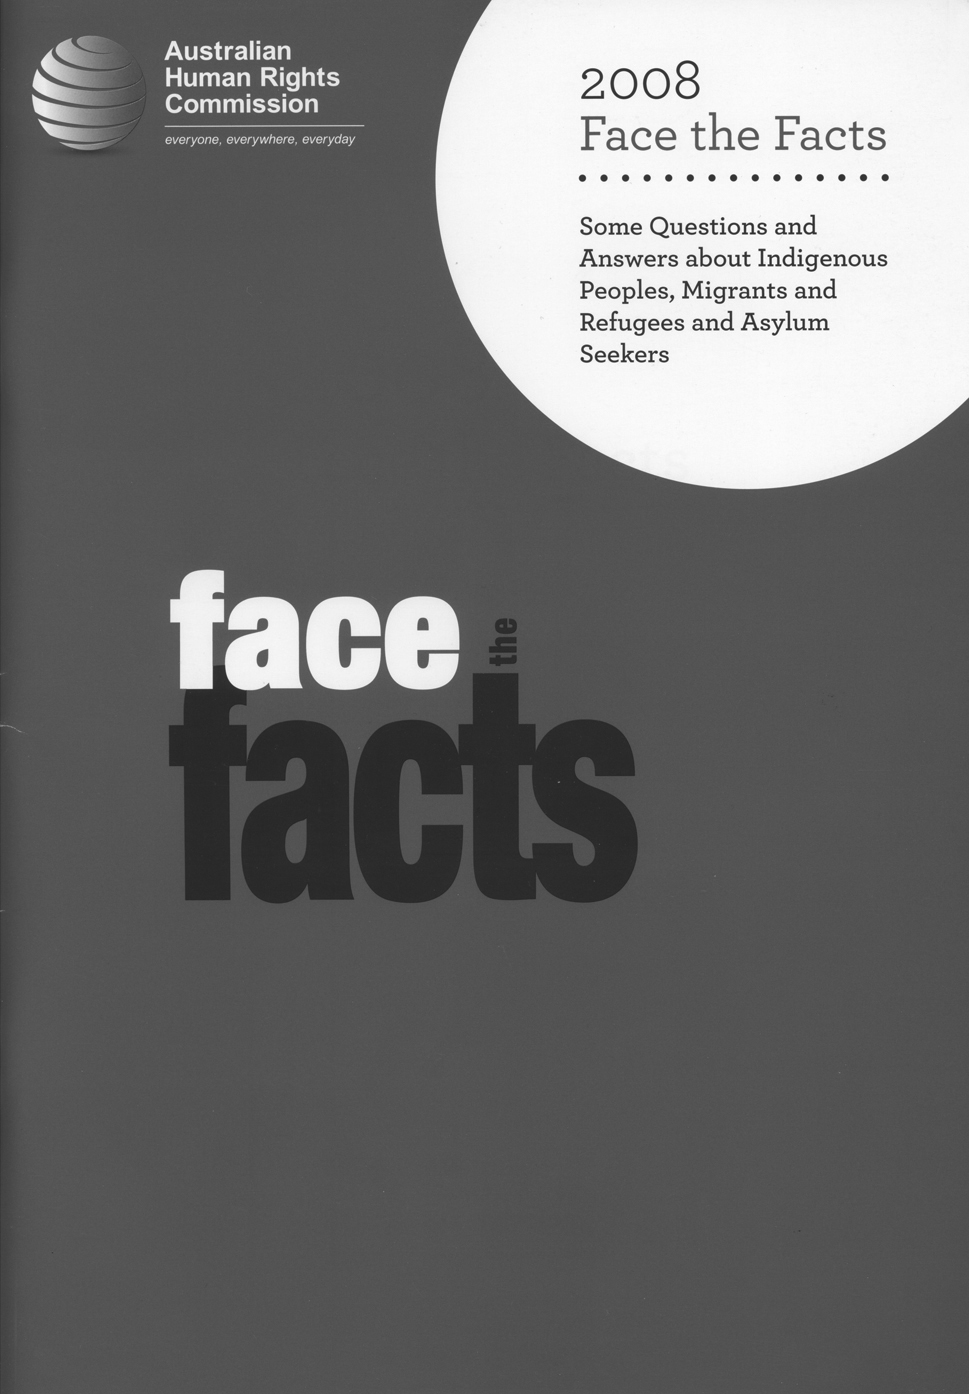 Australian
Human Rights
Commission
everyone, everywhere, everyday
2008
Face the Facts
Some Questions and
Answers about Indigenous
Peoples, Migrants and
Refugees and Asylum
Seekers
face
the
facts